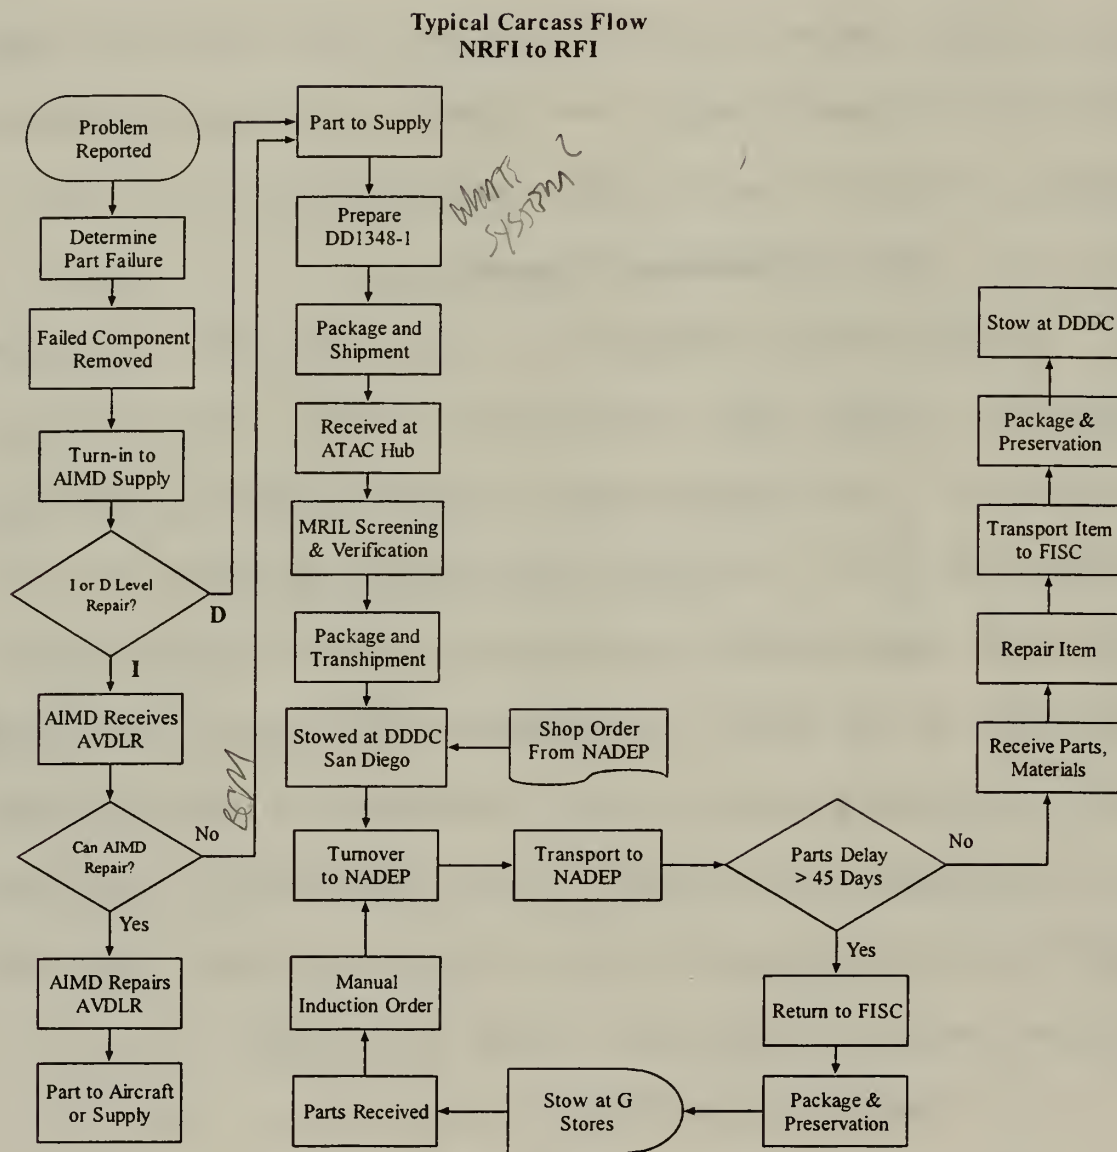 Typical Carcass Flow
NRFI to RFI
Problem
Reported
Determine
Part Failure
Failed Component
Removed
Turn-in to
AIMD Supply
I or D Level
Repair?
D
I
AIMD Receives
AVDLR
Can AIMD
Repair?
No
BCM
Yes
AIMD Repairs
AVDLR
Part to Aircraft
or Supply
Part to Supply
Prepare
DD1348-1
system
Package and
Shipment
Received at
ATAC Hub
MRIL Screening
& Verification
Package and
Transhipment
Stowed at DDDC
San Diego
Shop Order
From NADEP
Turnover
to NADEP
Transport to
NADEP
Parts Delay
> 45 Days
No
Yes
Manual
Induction Order
Parts Received
Stow at G
Stores
Return to FISC
Package &
Preservation
Stow at DDDC
Package &
Preservation
Transport Item
to FISC
Repair Item
Receive Parts,
Materials